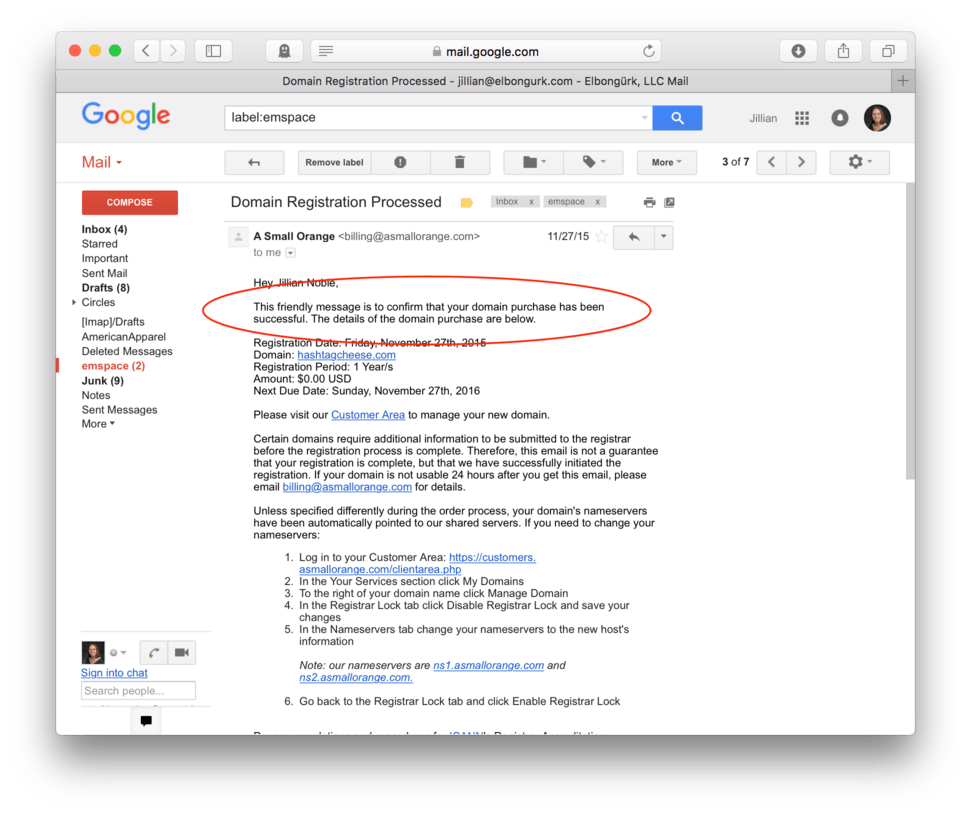 mail.google.com
Domain Registration Processed - jillian@elbongurk.com - Elbongürk, LLC Mail
Google
label:emspace
Jillian
Mail
Remove label
More
3 of 7
COMPOSE
Inbox (4)
Starred
Important
Sent Mail
Drafts (8)
Circles
[Imap]/Drafts
AmericanApparel
Deleted Messages
emspace (2)
Junk (9)
Notes
Sent Messages
More
Sign into chat
Search people...
Domain Registration Processed
Inbox x
emspace x
A Small Orange <billing@asmallorange.com>
11/27/15
to me
Hey Jillian Noble,
This friendly message is to confirm that your domain purchase has been
successful. The details of the domain purchase are below.
Registration Date: Friday, November 27th, 2015
Domain: hashtagcheese.com
Registration Period: 1 Year/s
Amount: $0.00 USD
Next Due Date: Sunday, November 27th, 2016
Please visit our Customer Area to manage your new domain.
Certain domains require additional information to be submitted to the registrar
before the registration process is complete. Therefore, this email is not a guarantee
that your registration is complete, but that we have successfully initiated the
registration. If your domain is not usable 24 hours after you get this email, please
email billing@asmallorange.com for details.
Unless specified differently during the order process, your domain's nameservers
have been automatically pointed to our shared servers. If you need to change your
nameservers:
1. Log in to your Customer Area: https://customers.
asmallorange.com/clientarea.php
2. In the Your Services section click My Domains
3. To the right of your domain name click Manage Domain
4. In the Registrar Lock tab click Disable Registrar Lock and save your
changes
5. In the Nameservers tab change your nameservers to the new host's
information
Note: our nameservers are ns1.asmallorange.com and
ns2.asmallorange.com.
6. Go back to the Registrar Lock tab and click Enable Registrar Lock